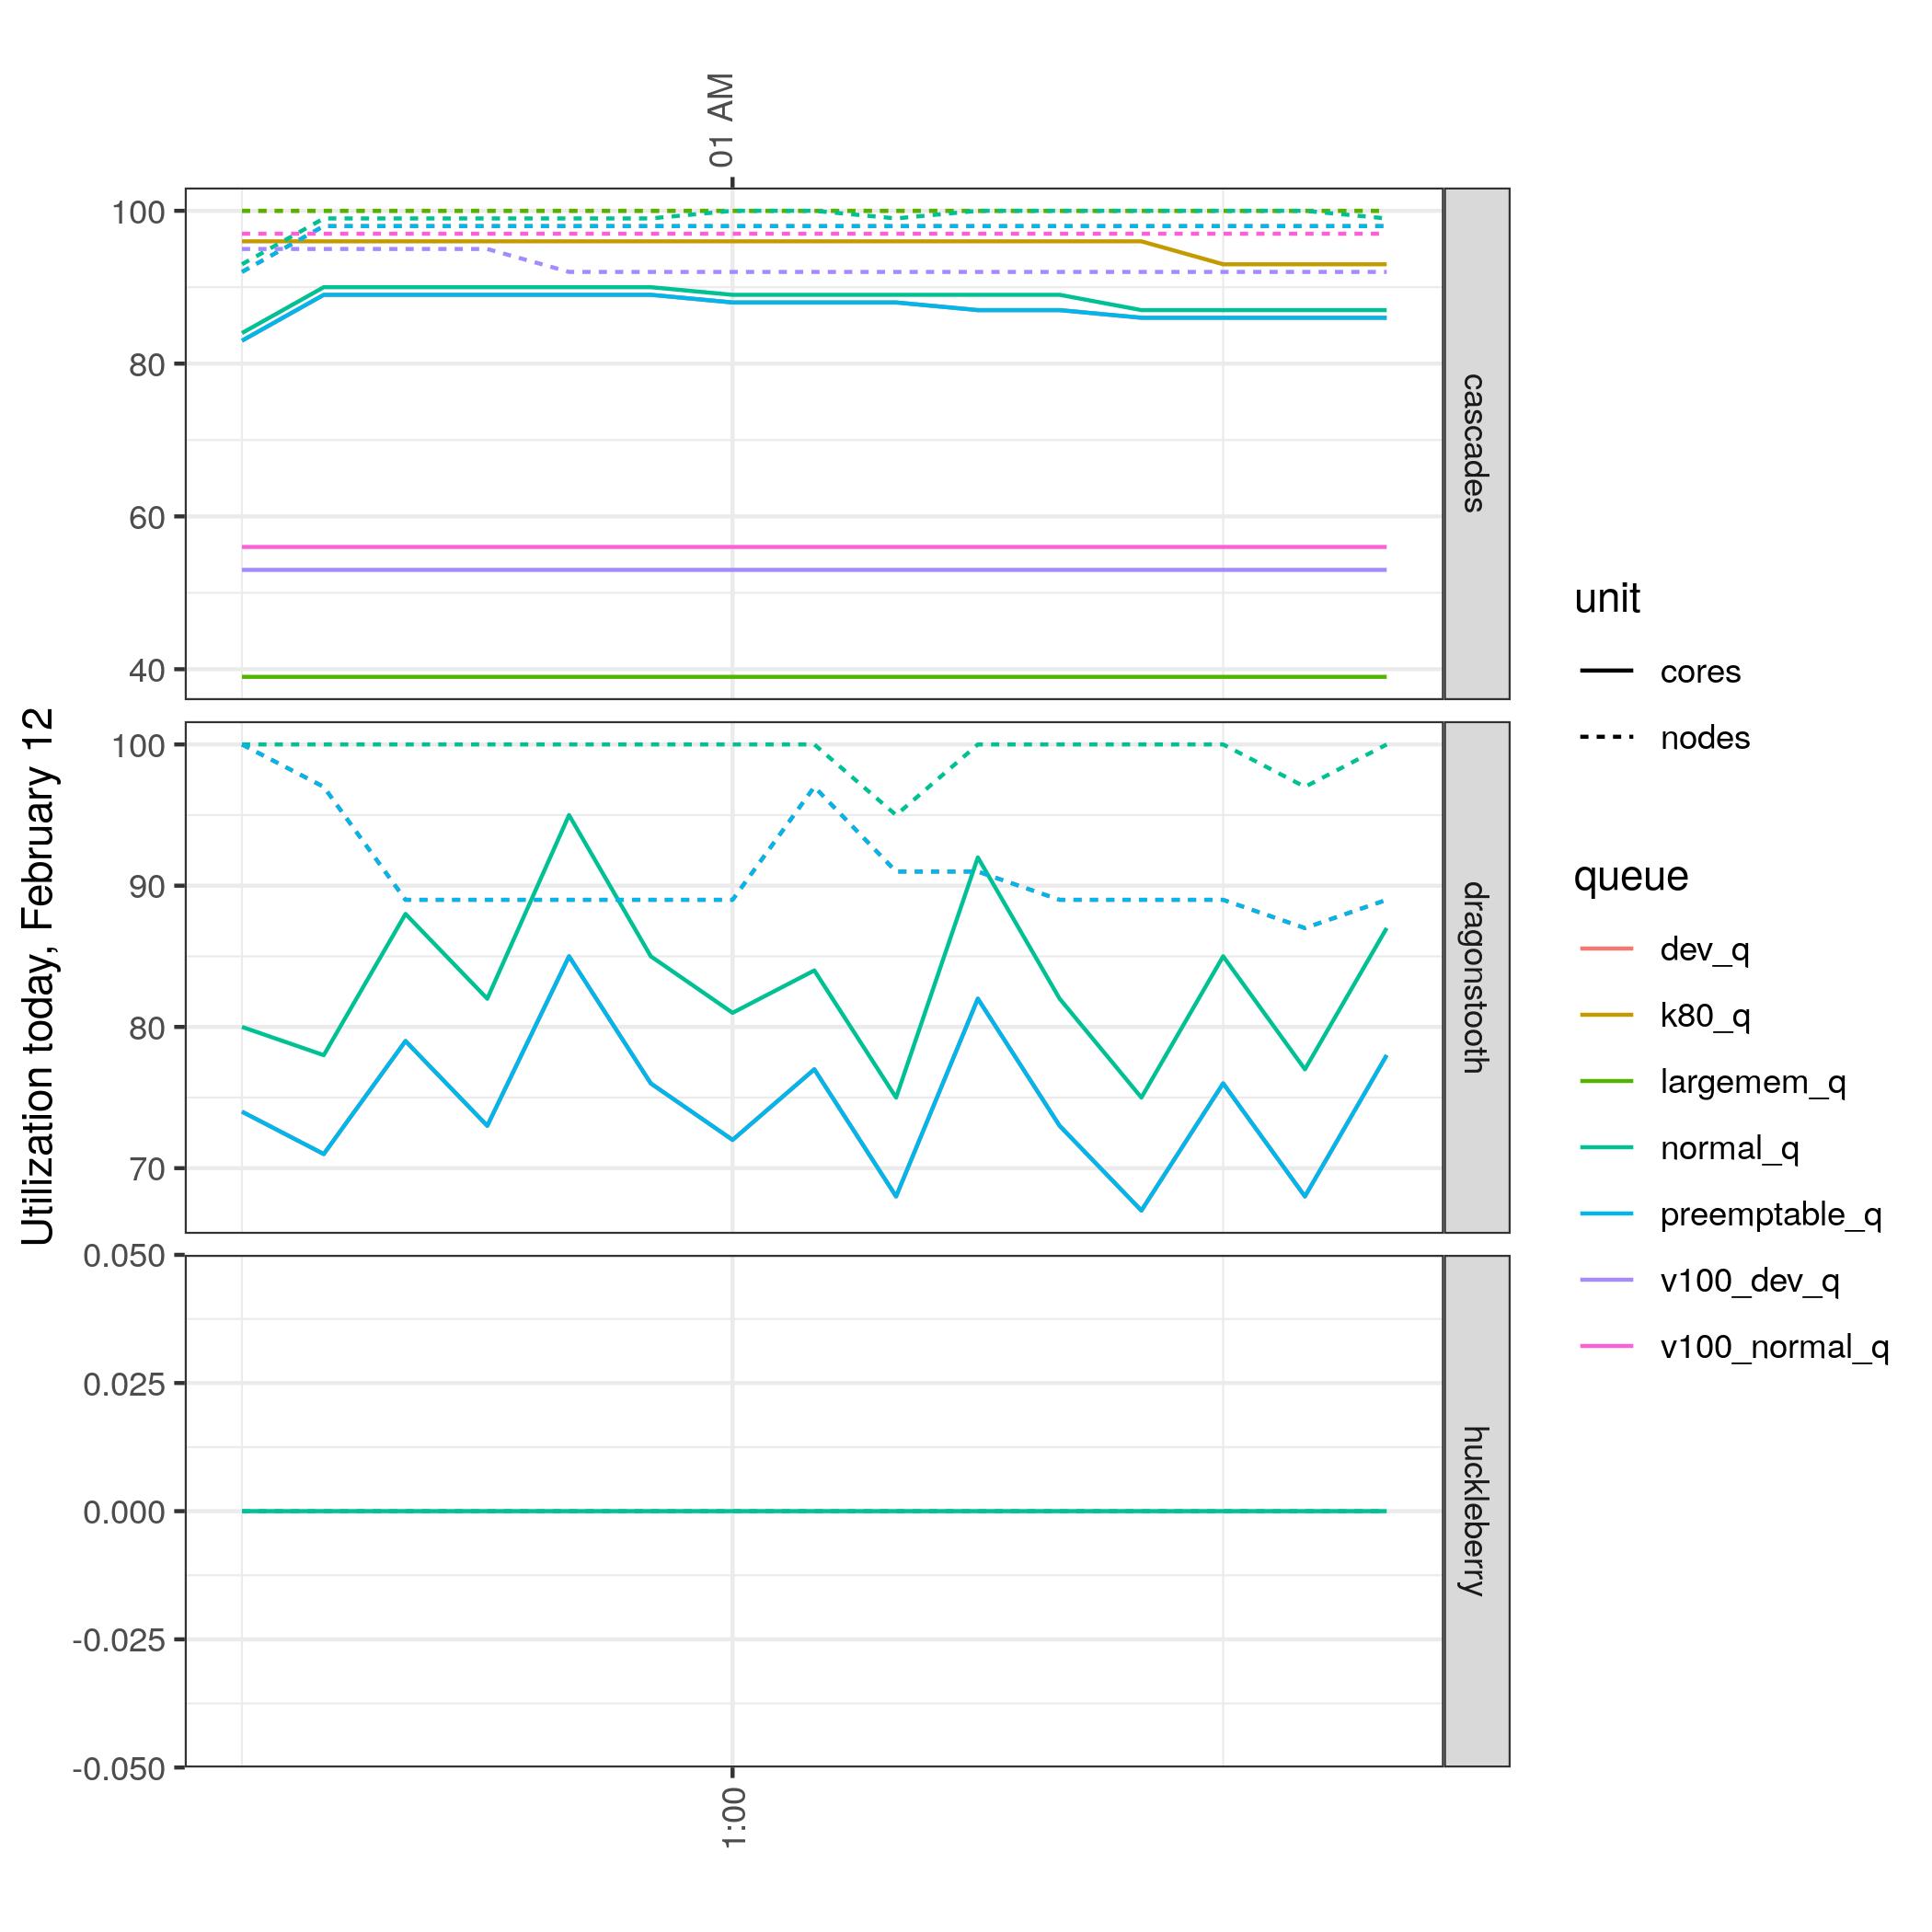 01 AM
Utilization today, February 12
100
80
60
40
cascades
100
90
80
70
dragonstooth
0.050
0.025
0.000
-0.025
-0.050
huckleberry
1:00
unit
cores
nodes
queue
dev_q
k80_q
largemem_q
normal_q
preemptable_q
v100_dev_q
v100_normal_q